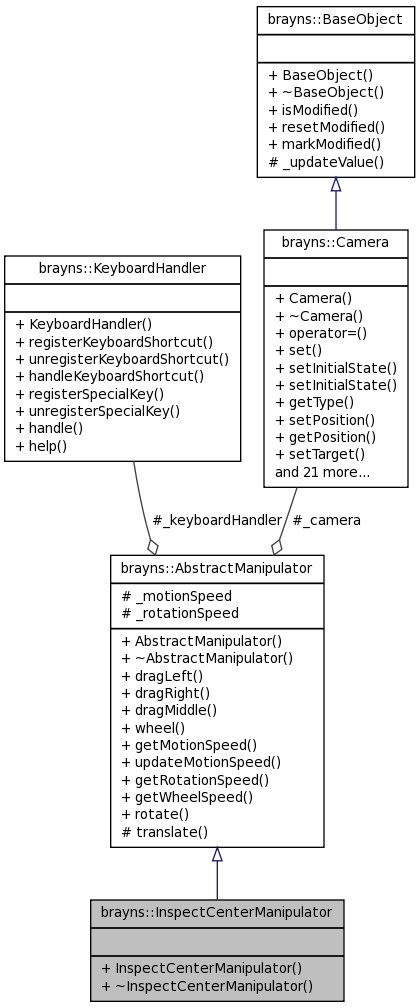 brayns::BaseObject
+ BaseObject()
+ ~BaseObject()
+ isModified()
+ resetModified()
+ markModified()
# _updateValue()
brayns::Camera
+ Camera()
+ ~Camera()
+ operator=()
+ set()
+ setInitialState()
+ setInitialState()
+ getType()
+ setPosition()
+ getPosition()
+ setTarget()
and 21 more...
brayns::KeyboardHandler
+ KeyboardHandler()
+ registerKeyboardShortcut()
+ unregisterKeyboardShortcut()
+ handleKeyboardShortcut()
+ registerSpecialKey()
+ unregisterSpecialKey()
+ handle()
+ help()
#_keyboardHandler
#_camera
brayns::AbstractManipulator
# _motionSpeed
# _rotationSpeed
+ AbstractManipulator()
+ ~AbstractManipulator()
+ dragLeft()
+ dragRight()
+ dragMiddle()
+ wheel()
+ getMotionSpeed()
+ updateMotionSpeed()
+ getRotationSpeed()
+ getWheelSpeed()
+ rotate()
# translate()
brayns::InspectCenterManipulator
+ InspectCenterManipulator()
+ ~InspectCenterManipulator()